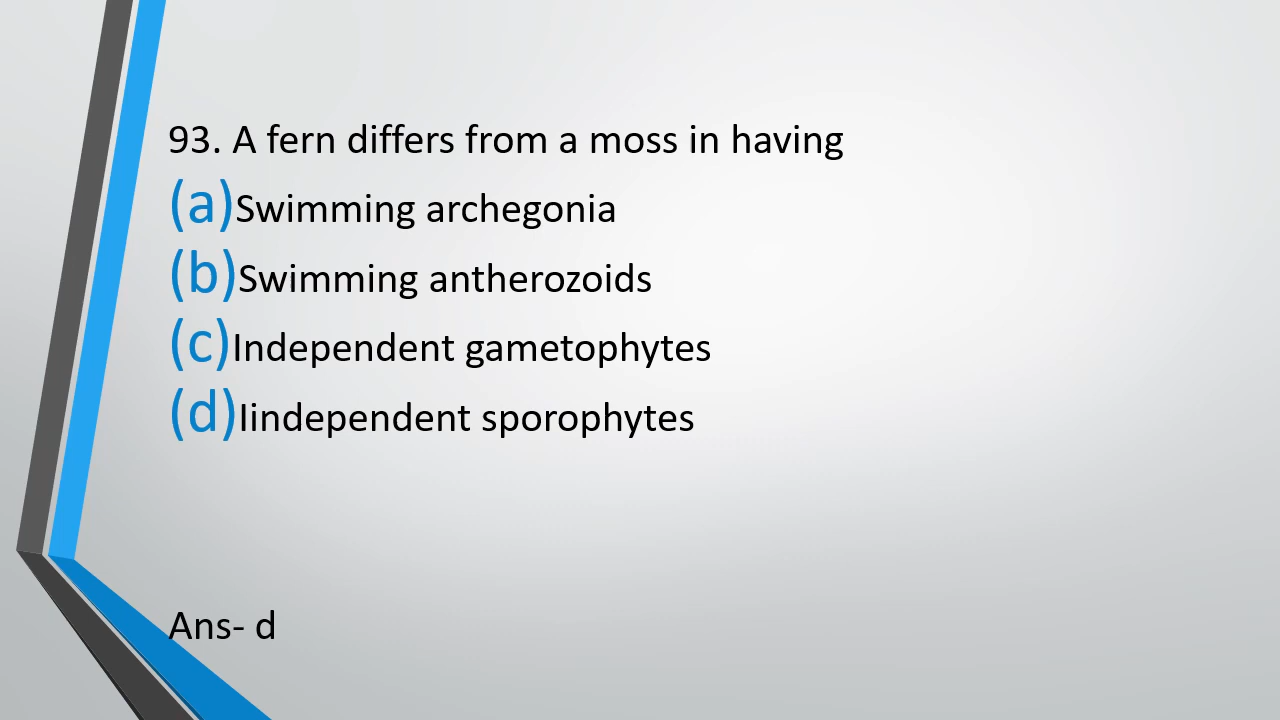 93. A fern differs from a moss in having
(a)Swimming archegonia
(b)Swimming antherozoids
(c)Independent gametophytes
(d)Iindependent sporophytes
Ans- d